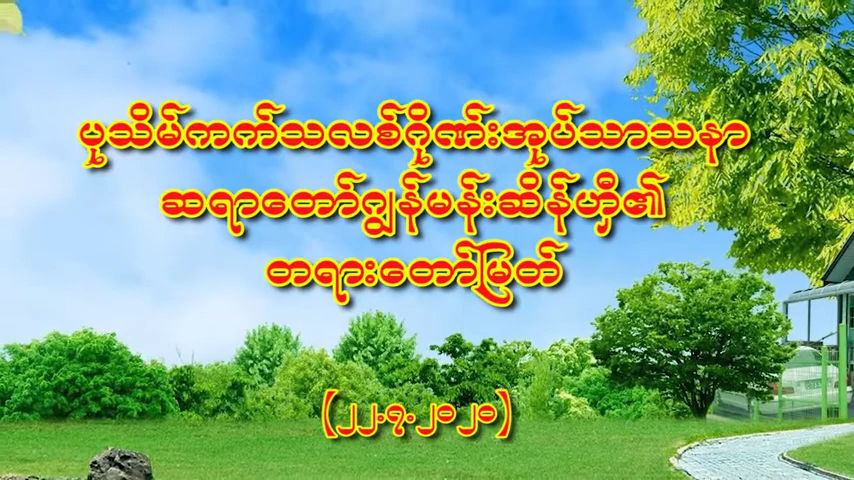 ပုသိမ်ကက်သလစ်ဂိုဏ်းအုပ်သာသနာ
ဆရာတော်ဂျွန်မန်းဆိန်ဟှီ၏
တရားတော်မြတ်
(၂၂.၇.၂၀၂၀)